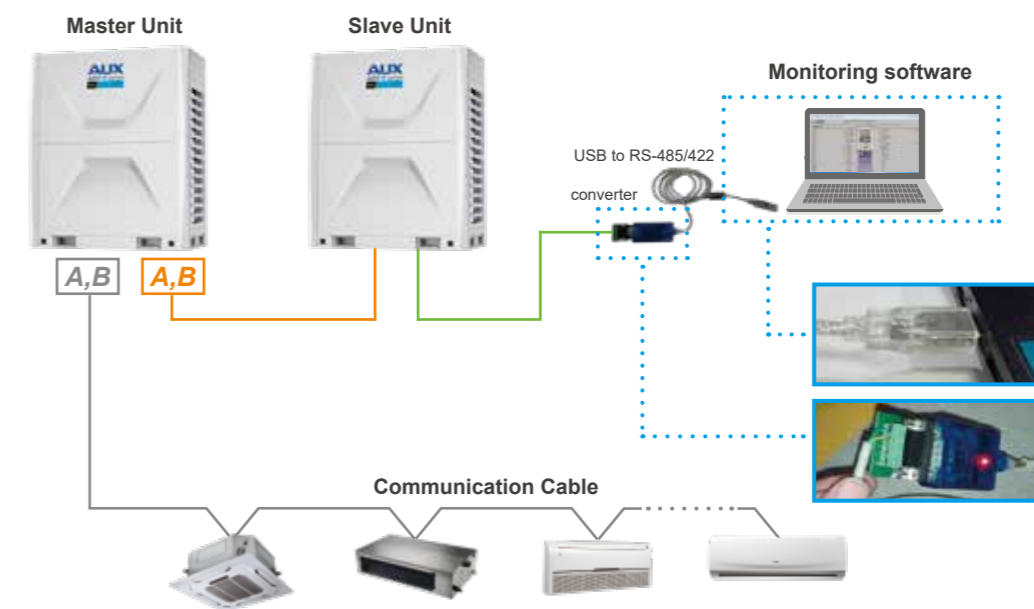 Master Unit
Slave Unit
AUX
AUX
Monitoring software
USB to RS-485/422
converter
A,B
A,B
Communication Cable